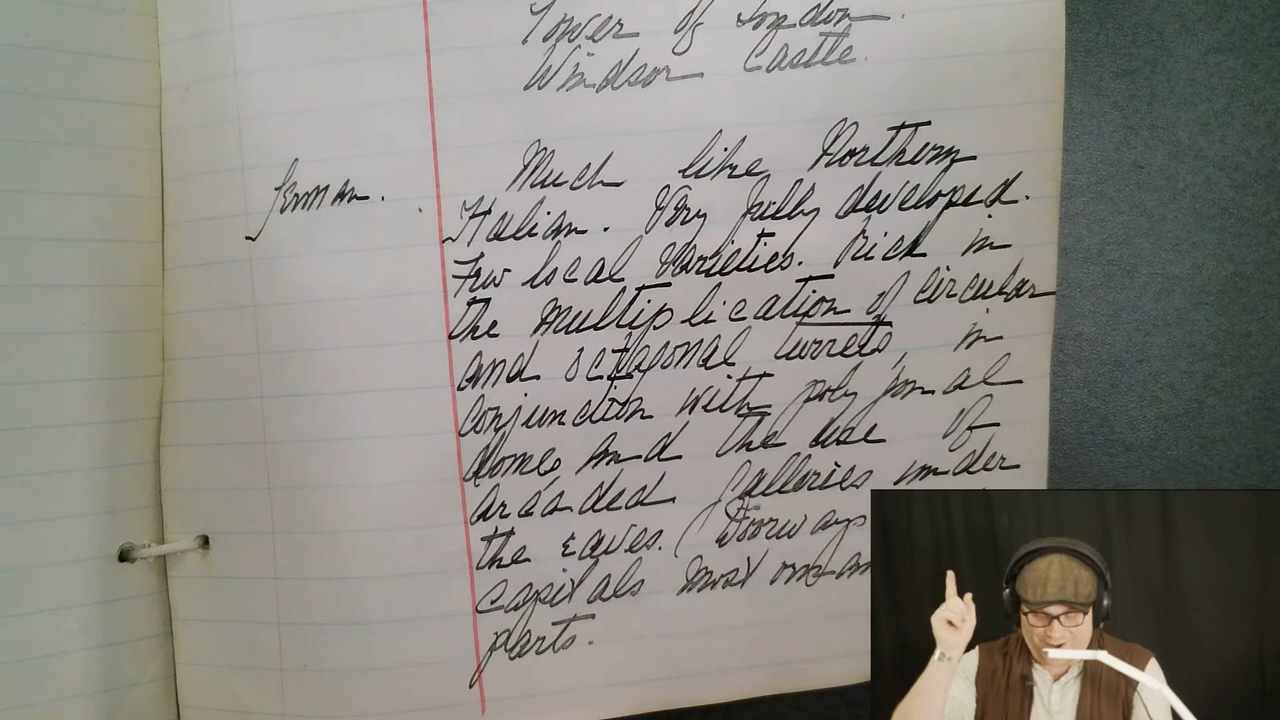 Tower of London.
Windsor Castle.
German.
Much like Northern
Italian. Very fully developed.
Few local varieties. Rich in
the multiplication of circular
and octagonal turrets, in
conjunction with polygonal
domes and the use of
arcaded galleries under
the eaves. (Doorways
capitals most
parts.